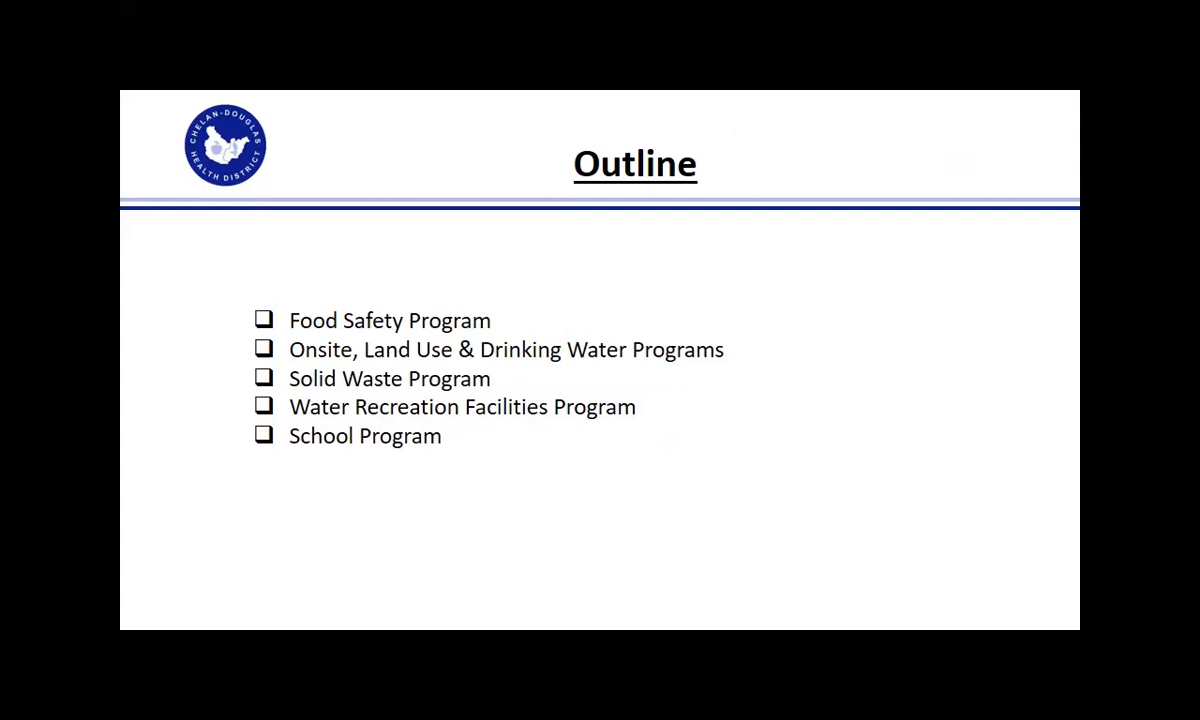 CHELAN-DOUGLAS
HEALTH DISTRICT
Outline
Food Safety Program
Onsite, Land Use & Drinking Water Programs
Solid Waste Program
Water Recreation Facilities Program
School Program